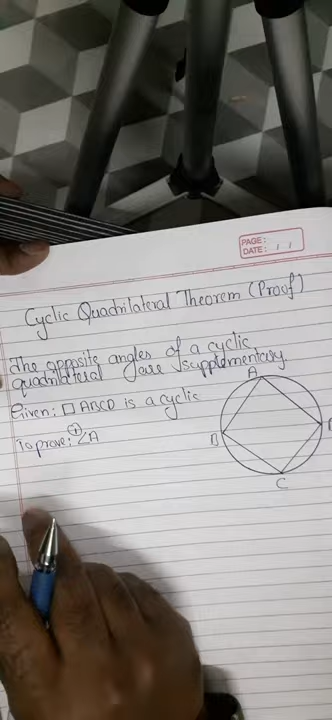 PAGE:
DATE: / /
Cyclic Quadrilateral Theorem (Proof)
The opposite angles of a cyclic
quadrilateral are supplementary
Given: □ ABCD is a cyclic
To prove: ① ∠A
A
D
C